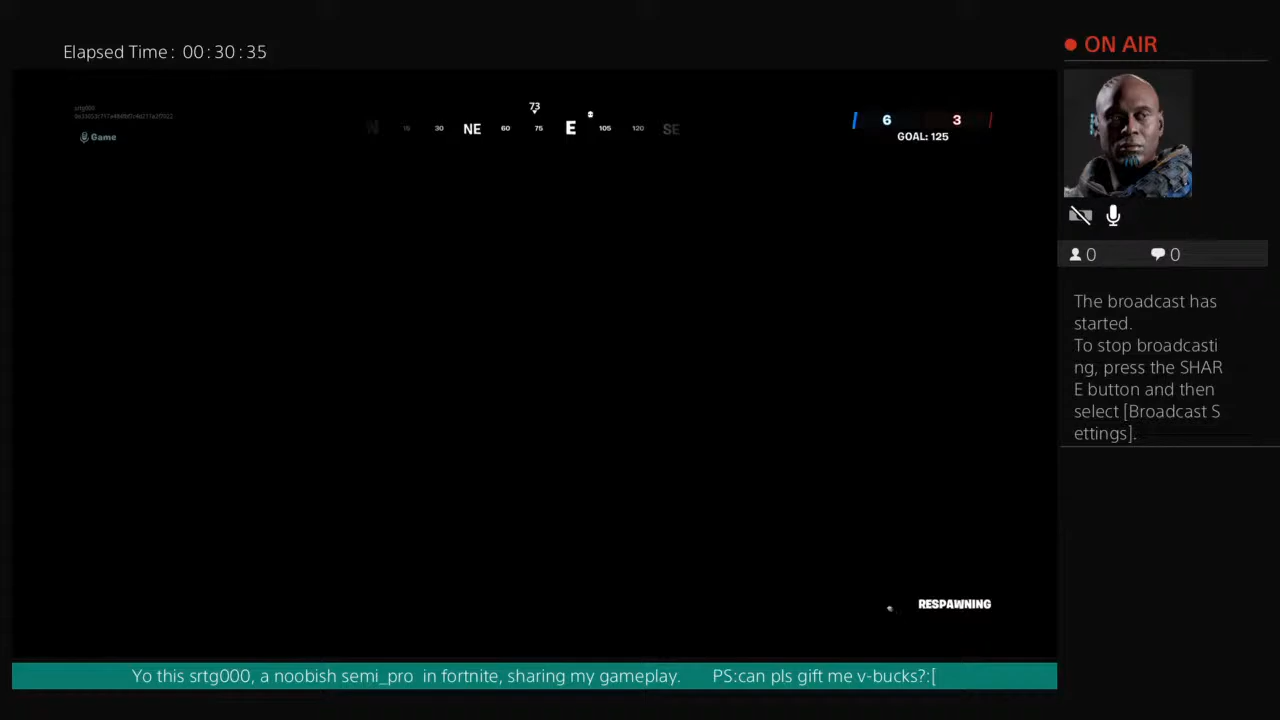 Elapsed Time: 00:30:35
ON AIR
srtg000
Game
73
15 30 NE 60 75 E 105 120 SE
6 3
GOAL: 125
0 0
The broadcast has
started.
To stop broadcasti
ng, press the SHAR
E button and then
select [Broadcast S
ettings].
RESPAWNING
Yo this srtg000, a noobish semi_pro in fortnite, sharing my gameplay. PS:can pls gift me v-bucks?:[